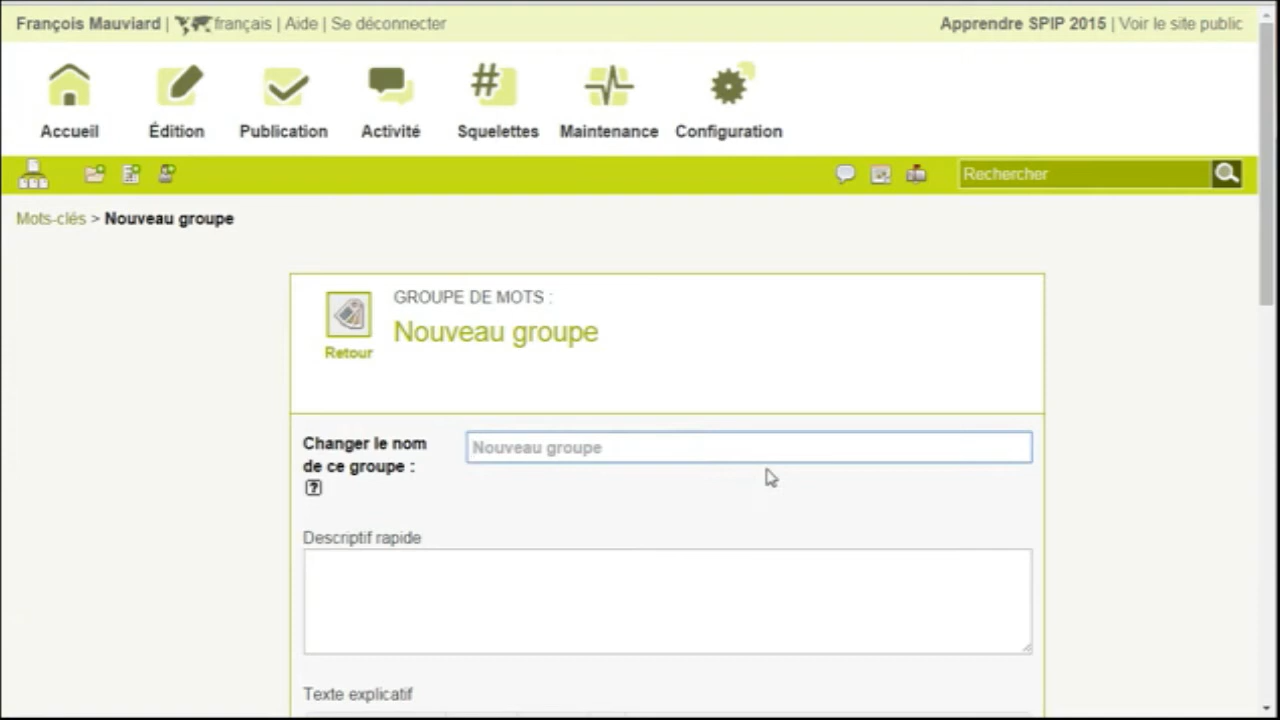 François Mauviard | français | Aide | Se déconnecter
Apprendre SPIP 2015 | Voir le site public
Accueil
Édition
Publication
Activité
Squelettes
Maintenance
Configuration
Rechercher
Mots-clés > Nouveau groupe
GROUPE DE MOTS :
Nouveau groupe
Retour
Changer le nom
de ce groupe :
?
Nouveau groupe
Descriptif rapide
Texte explicatif